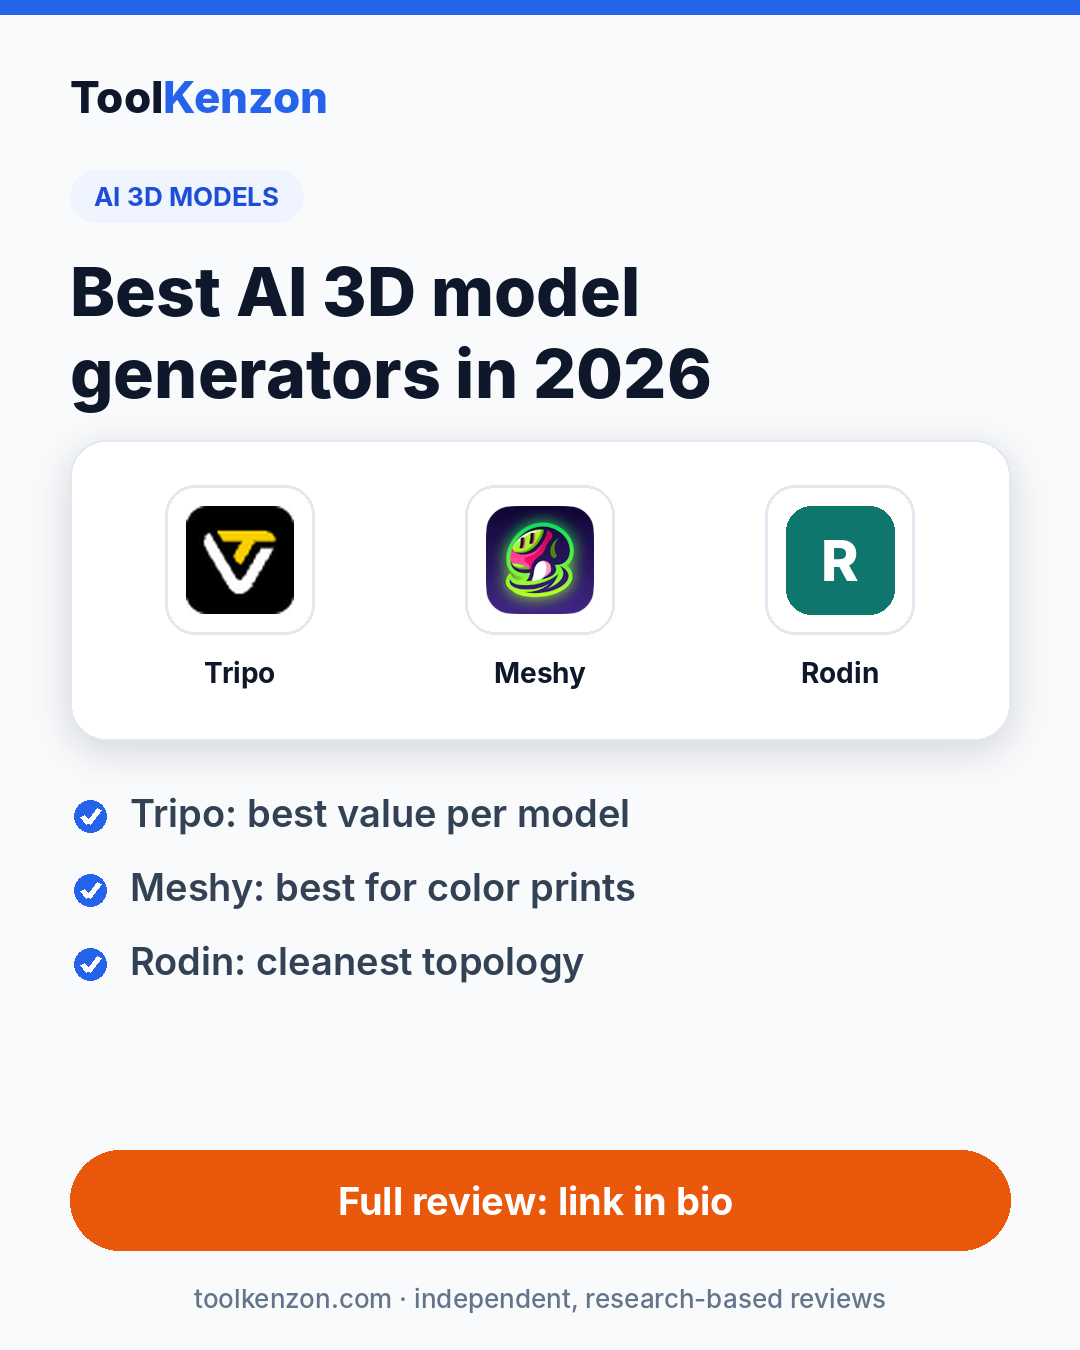 ToolKenzon
AI 3D MODELS
Best AI 3D model
generators in 2026
R
Tripo
Meshy
Rodin
Tripo: best value per model
Meshy: best for color prints
Rodin: cleanest topology
Full review: link in bio
toolkenzon.com · independent, research-based reviews